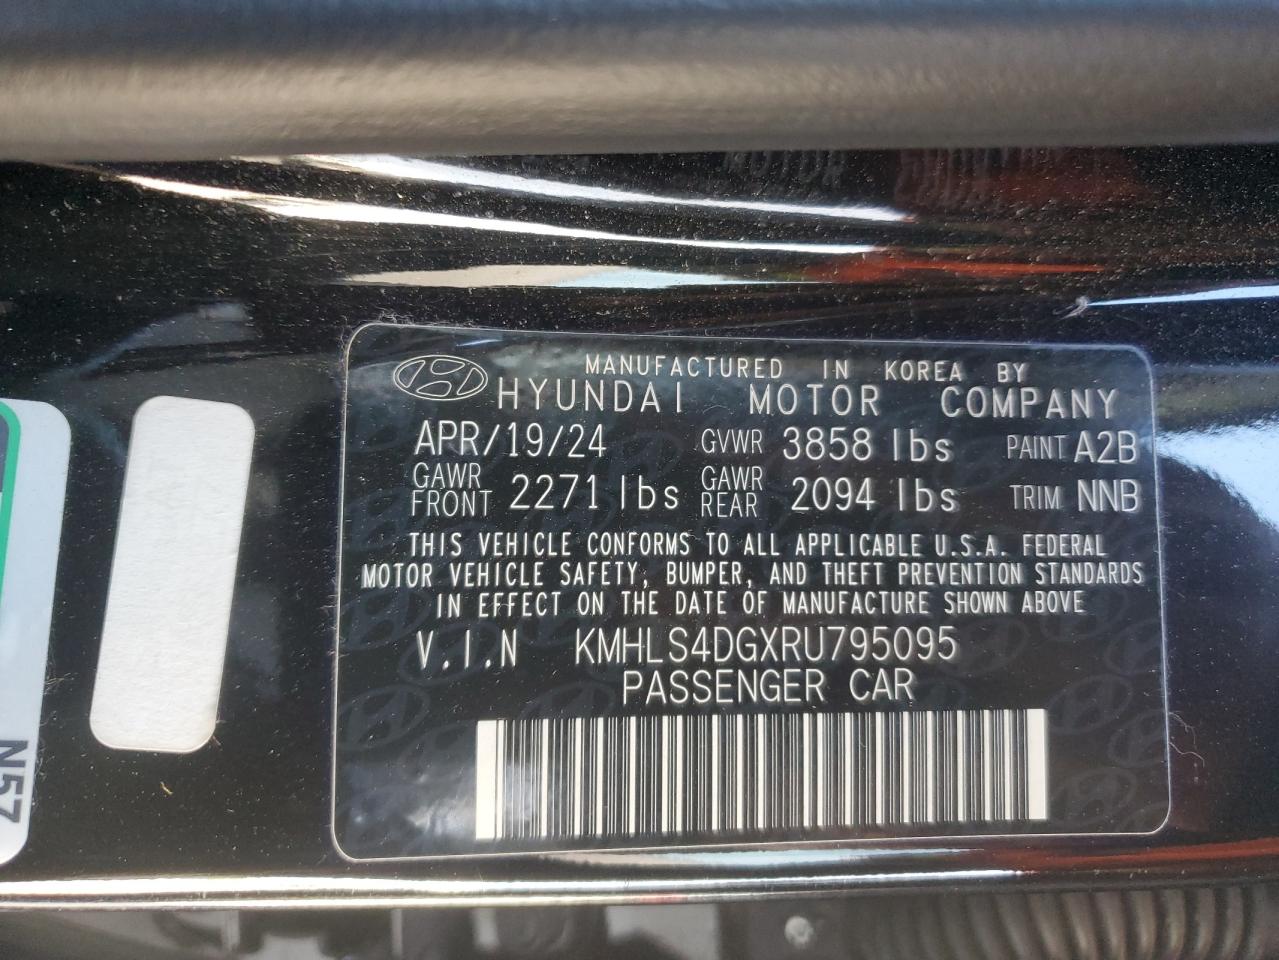 MANUFACTURED IN KOREA BY
HYUNDAI MOTOR COMPANY
APR/19/24 GVWR 3858 lbs PAINT A2B
GAWR FRONT 2271 lbs GAWR REAR 2094 lbs TRIM NNB
THIS VEHICLE CONFORMS TO ALL APPLICABLE U.S.A. FEDERAL
MOTOR VEHICLE SAFETY, BUMPER, AND THEFT PREVENTION STANDARDS
IN EFFECT ON THE DATE OF MANUFACTURE SHOWN ABOVE
V.I.N KMHLS4DGXRU795095
PASSENGER CAR
N57